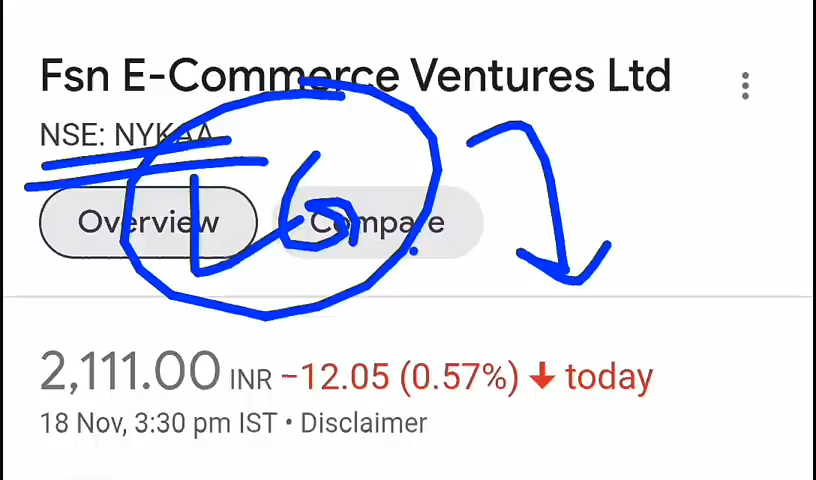 Fsn E-Commerce Ventures Ltd
NSE: NYKAA
Overview Compare
2,111.00 INR −12.05 (0.57%) ↓ today
18 Nov, 3:30 pm IST • Disclaimer